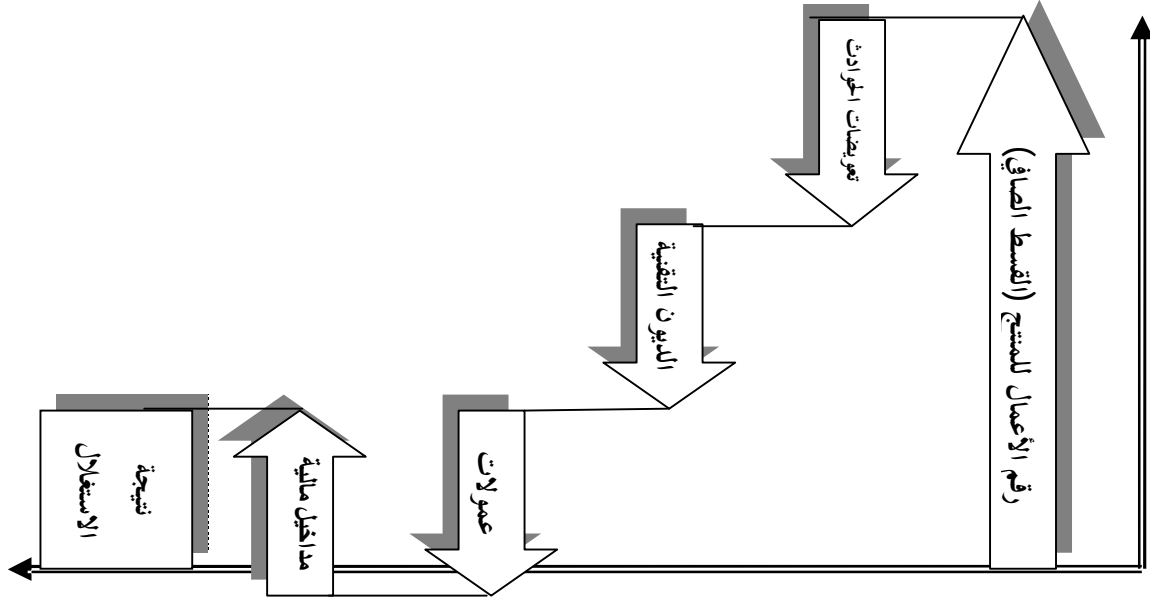 رقم الأعمال للمنتج (القسط الصافي)
تعويضات الحوادث
الديون التقنية
عمولات
مداخيل مالية
نتيجة
الاستغلال